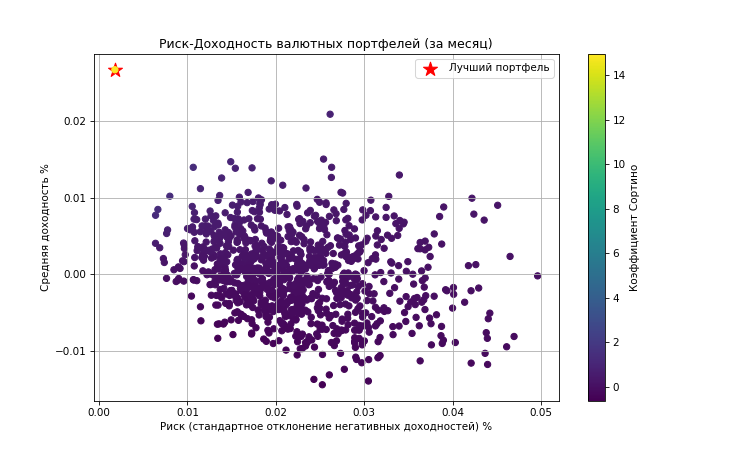 Риск-Доходность валютных портфелей (за месяц)
Лучший портфель
Средняя доходность %
0.02
0.01
0.00
−0.01
0.00 0.01 0.02 0.03 0.04 0.05
Риск (стандартное отклонение негативных доходностей) %
14
12
10
8
6
4
2
0
Коэффициент Сортино